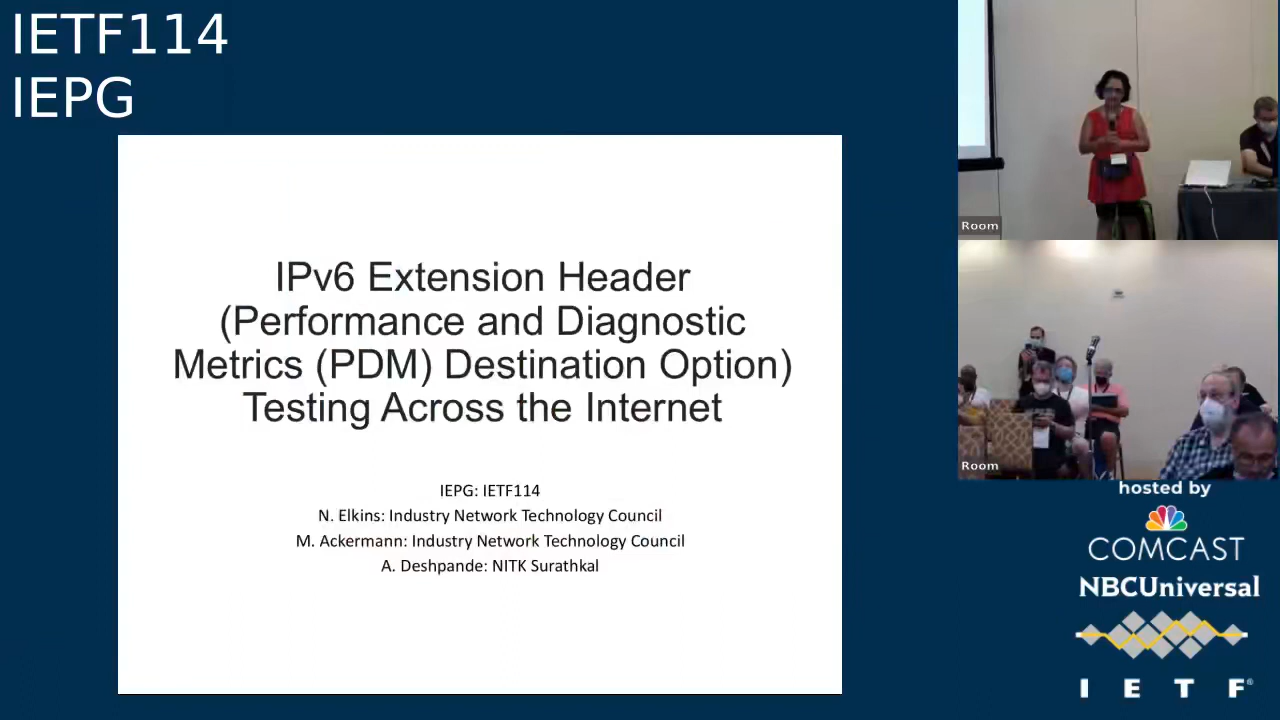 IETF114
IEPG
IPv6 Extension Header
(Performance and Diagnostic
Metrics (PDM) Destination Option)
Testing Across the Internet
IEPG: IETF114
N. Elkins: Industry Network Technology Council
M. Ackermann: Industry Network Technology Council
A. Deshpande: NITK Surathkal
Room
Room
hosted by
COMCAST
NBCUniversal
I E T F®